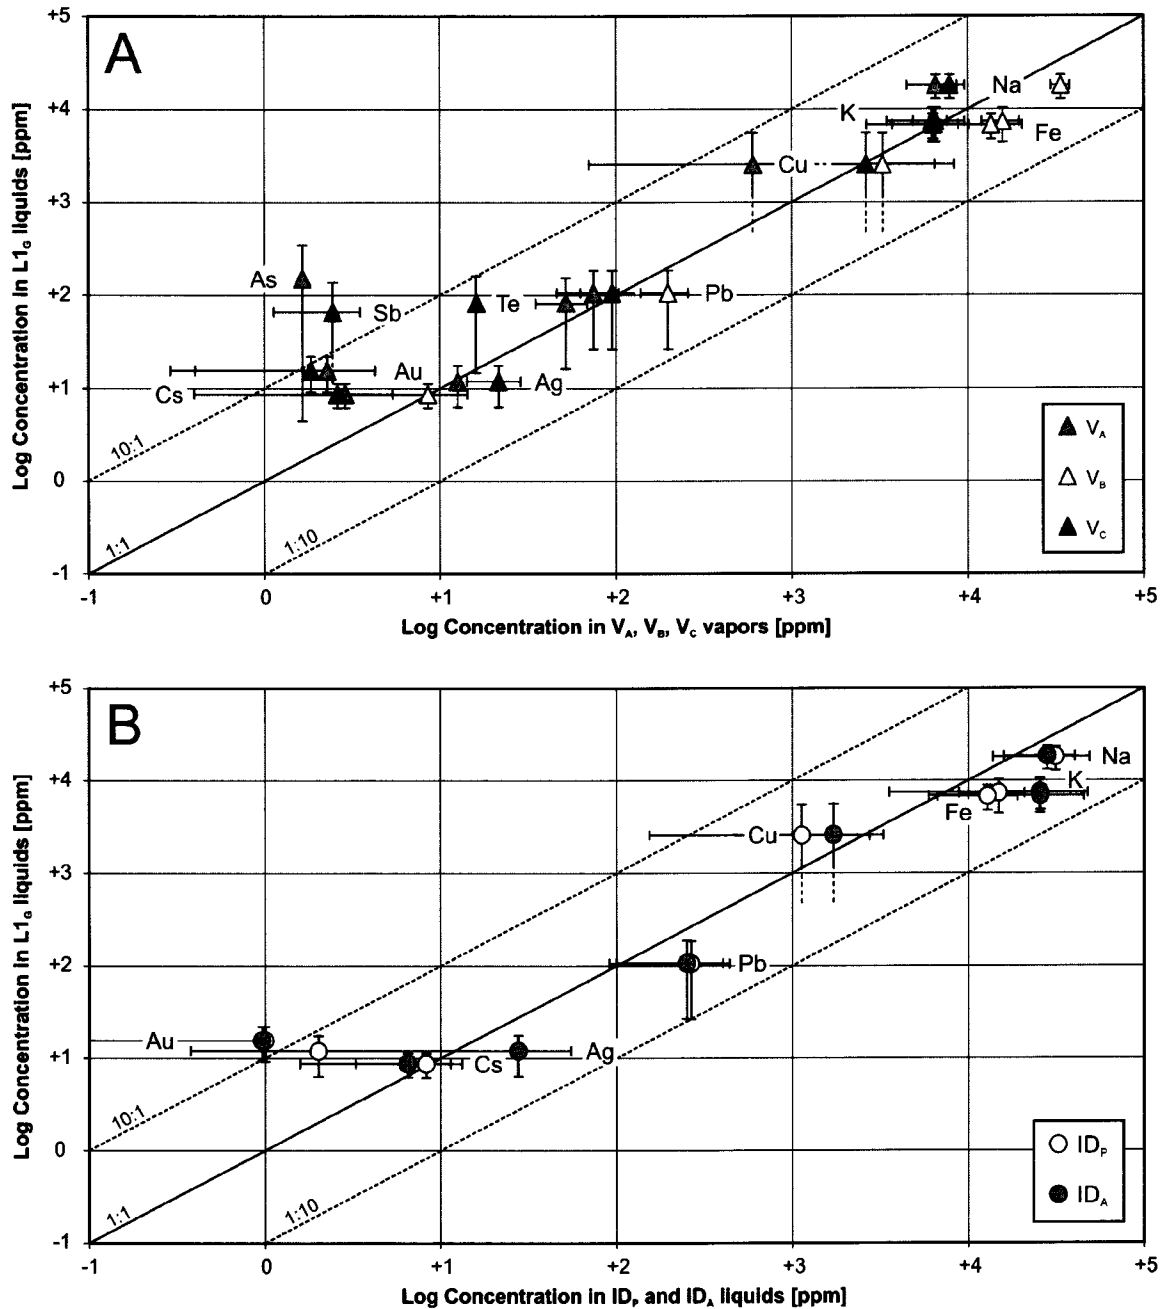 A
+5
+4
+3
+2
+1
0
-1
Log Concentration in L1G liquids [ppm]
Na
K
Fe
Cu
As
Sb
Te
Pb
Au
Cs
Ag
10:1
1:1
1:10
VA
VB
VC
-1 0 +1 +2 +3 +4 +5
Log Concentration in VA, VB, VC vapors [ppm]
B
+5
+4
+3
+2
+1
0
-1
Log Concentration in L1G liquids [ppm]
Na
K
Fe
Cu
Pb
Au
Cs
Ag
10:1
1:1
1:10
IDP
IDA
-1 0 +1 +2 +3 +4 +5
Log Concentration in IDP and IDA liquids [ppm]